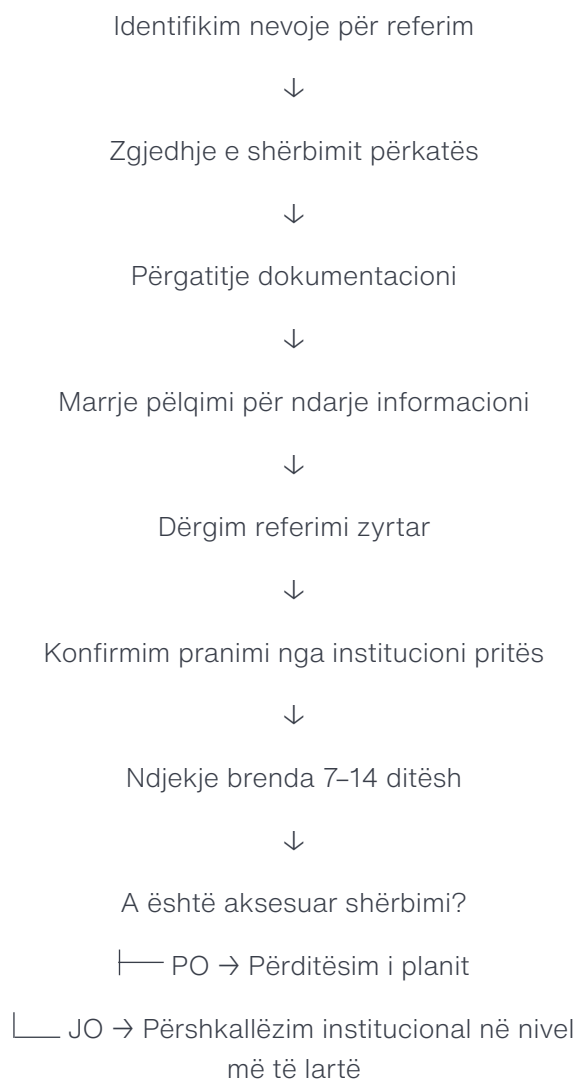 Identifikim nevoje për referim
↓
Zgjedhje e shërbimit përkatës
↓
Përgatitje dokumentacioni
↓
Marrje pëlqimi për ndarje informacioni
↓
Dërgim referimi zyrtar
↓
Konfirmim pranimi nga institucioni pritës
↓
Ndjekje brenda 7–14 ditësh
↓
A është aksesuar shërbimi?
├── PO → Përditësim i planit
└── JO → Përshkallëzim institucional në nivel
më të lartë